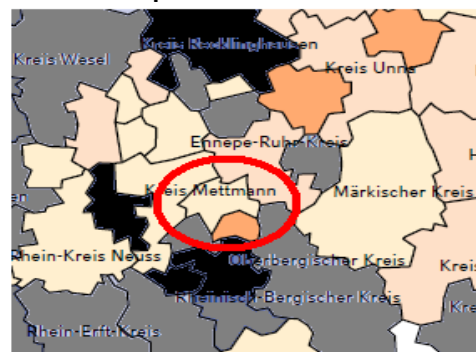 Kreis Recklinghausen
Kreis Wesel
Kreis Unna
Ennepe-Ruhr-Kreis
Kreis Mettmann
Märkischer Kreis
Rhein-Kreis Neuss
Oberbergischer Kreis
Kreis
Rheinisch-Bergischer Kreis
Rhein-Erft-Kreis